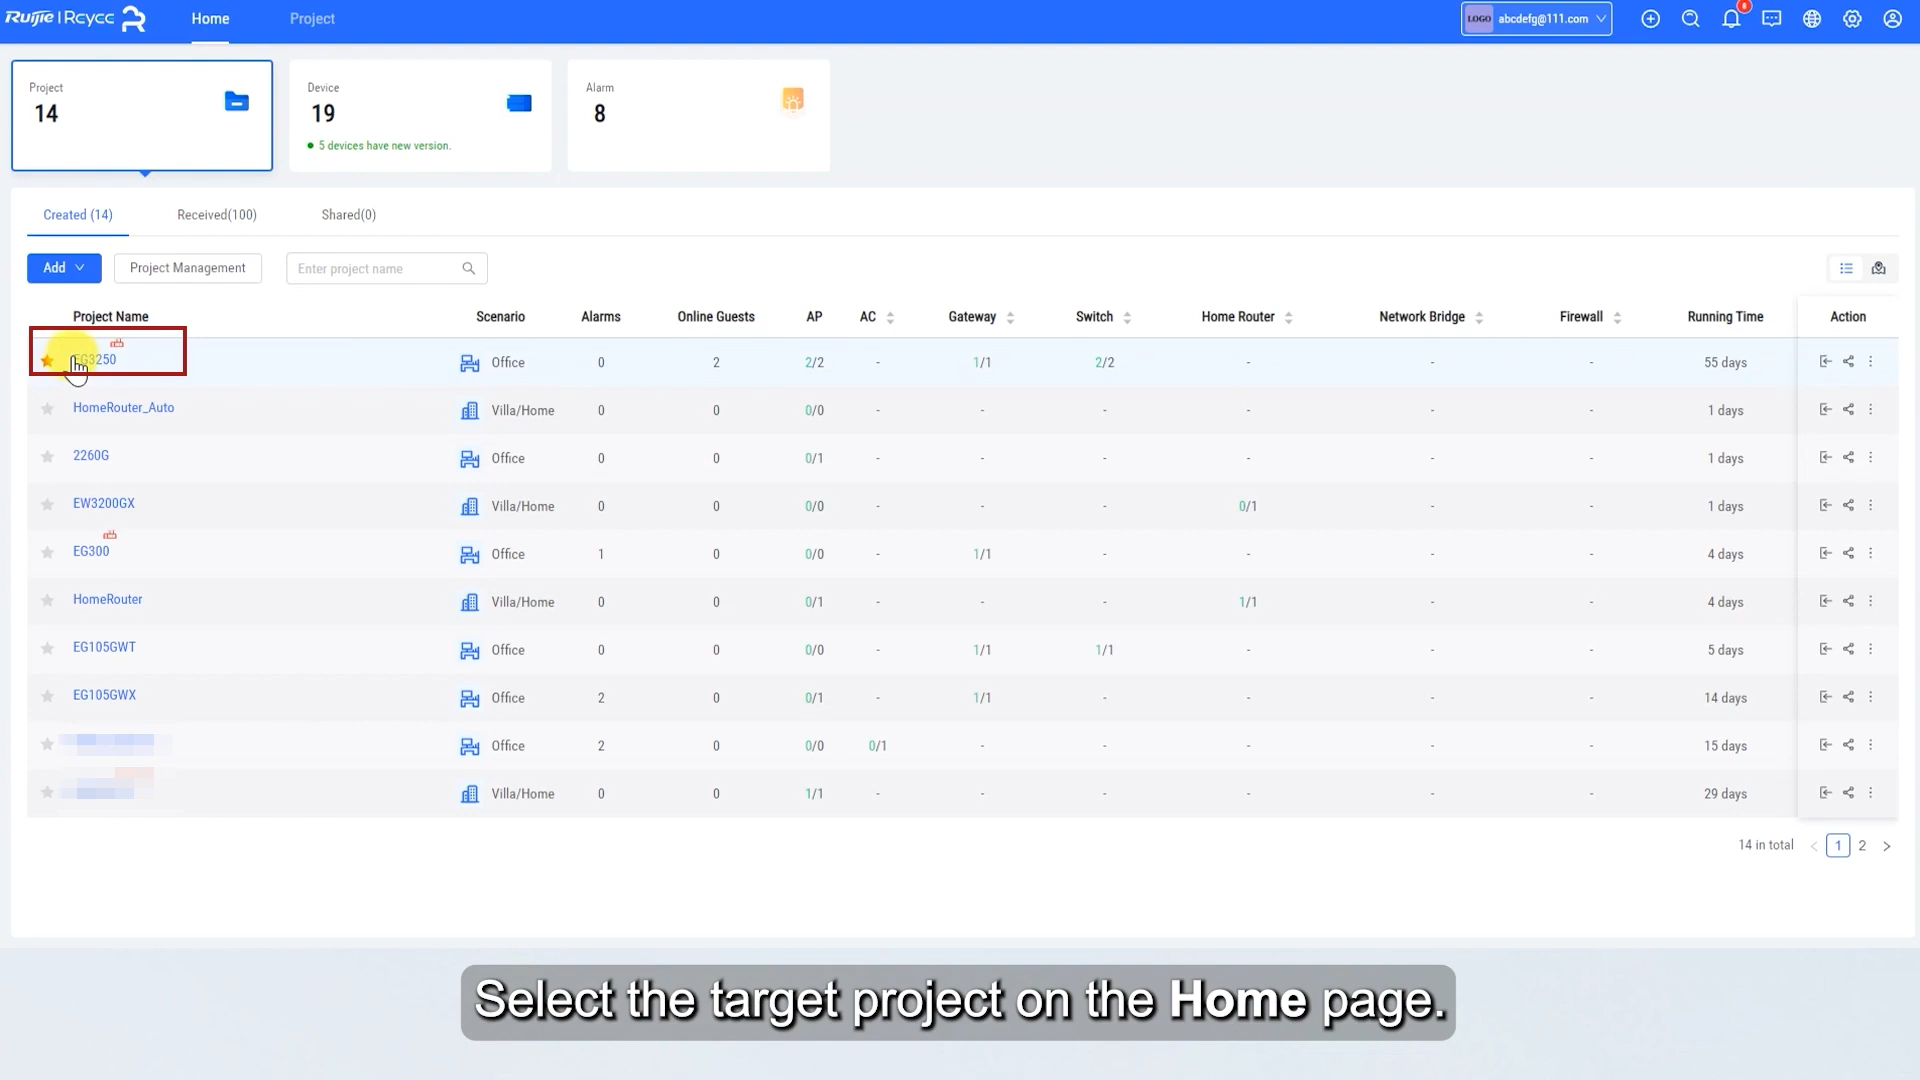 Ruijie | Rcycc Home Project LOGO abcdefg@111.com 8
Project Device Alarm
14 19 8
5 devices have new version.
Created (14) Received(100) Shared(0)
Add Project Management Enter project name
Project Name Scenario Alarms Online Guests AP AC Gateway Switch Home Router Network Bridge Firewall Running Time Action
EG3250 Office 0 2 2/2 - 1/1 2/2 - - - 55 days
HomeRouter_Auto Villa/Home 0 0 0/0 - - - - - - 1 days
2260G Office 0 0 0/1 - - - - - - 1 days
EW3200GX Villa/Home 0 0 0/0 - - - 0/1 - - 1 days
EG300 Office 1 0 0/0 - 1/1 - - - - 4 days
HomeRouter Villa/Home 0 0 0/1 - - - 1/1 - - 4 days
EG105GWT Office 0 0 0/0 - 1/1 1/1 - - - 5 days
EG105GWX Office 2 0 0/1 - 1/1 - - - - 14 days
Office 2 0 0/0 0/1 - - - - - 15 days
Villa/Home 0 0 1/1 - - - - - - 29 days
14 in total < 1 2 >
Select the target project on the Home page.